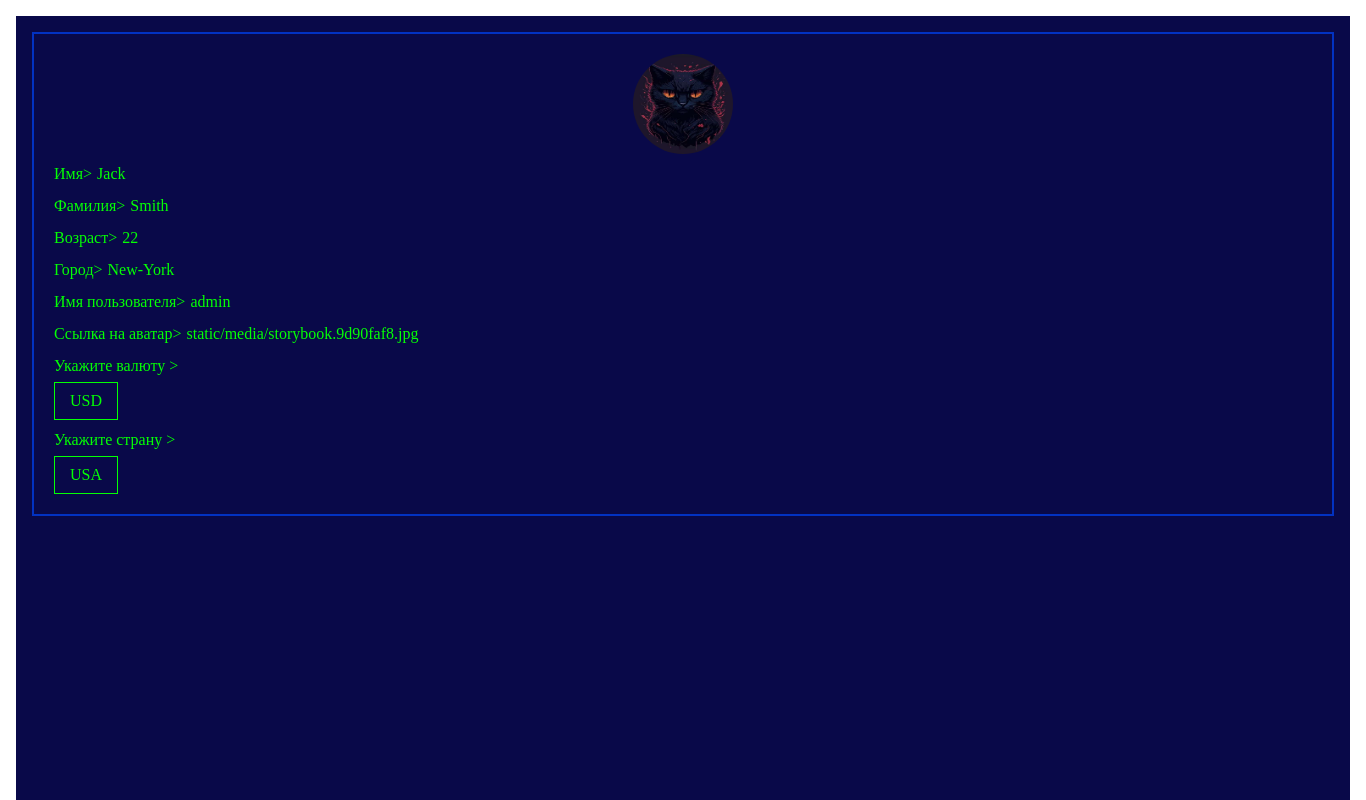 Имя> Jack
Фамилия> Smith
Возраст> 22
Город> New-York
Имя пользователя> admin
Ссылка на аватар> static/media/storybook.9d90faf8.jpg
Укажите валюту >
USD
Укажите страну >
USA